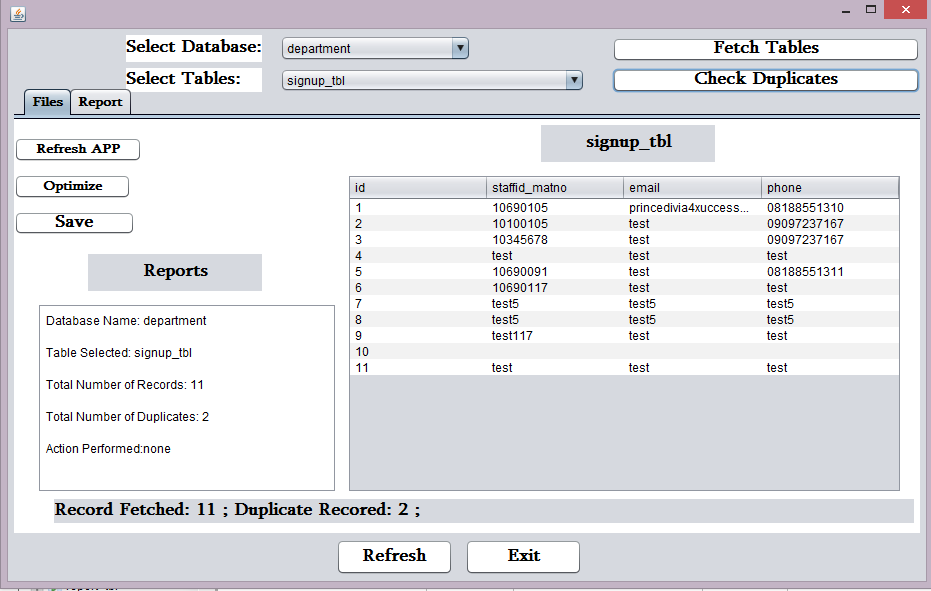 Select Database: department Fetch Tables
Select Tables: signup_tbl Check Duplicates
Files Report
Refresh APP
Optimize
Save
Reports
Database Name: department
Table Selected: signup_tbl
Total Number of Records: 11
Total Number of Duplicates: 2
Action Performed:none
signup_tbl
id staffid_matno email phone
1 10690105 princedivia4xuccess... 08188551310
2 10100105 test 09097237167
3 10345678 test 09097237167
4 test test test
5 10690091 test 08188551311
6 10690117 test test
7 test5 test5 test5
8 test5 test5 test5
9 test117 test test
10
11 test test test
Record Fetched: 11 ; Duplicate Recored: 2 ;
Refresh Exit